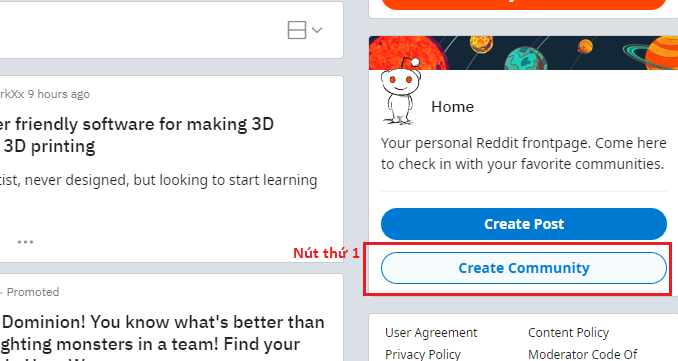 rkXx 9 hours ago
er friendly software for making 3D
3D printing
tist, never designed, but looking to start learning
Promoted
Dominion! You know what's better than
ghting monsters in a team! Find your
Home
Your personal Reddit frontpage. Come here
to check in with your favorite communities.
Create Post
Nút thứ 1
Create Community
User Agreement
Content Policy
Privacy Policy
Moderator Code Of